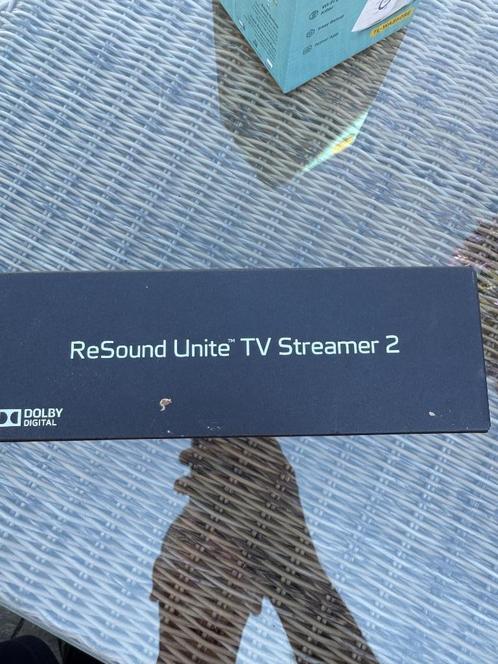 ReSound Unite™ TV Streamer 2
DOLBY
DIGITAL